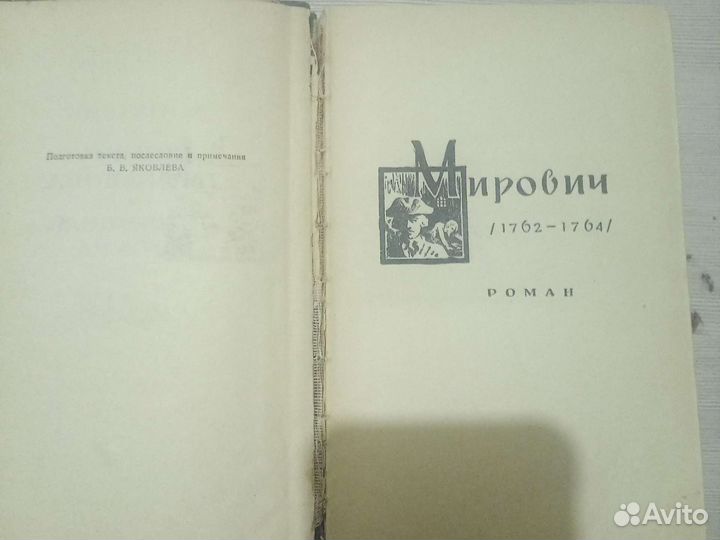 Подготовка текста, послесловие и примечания
Б. В. ЯКОВЛЕВА
Мирович
/1762–1764/
РОМАН
Avito